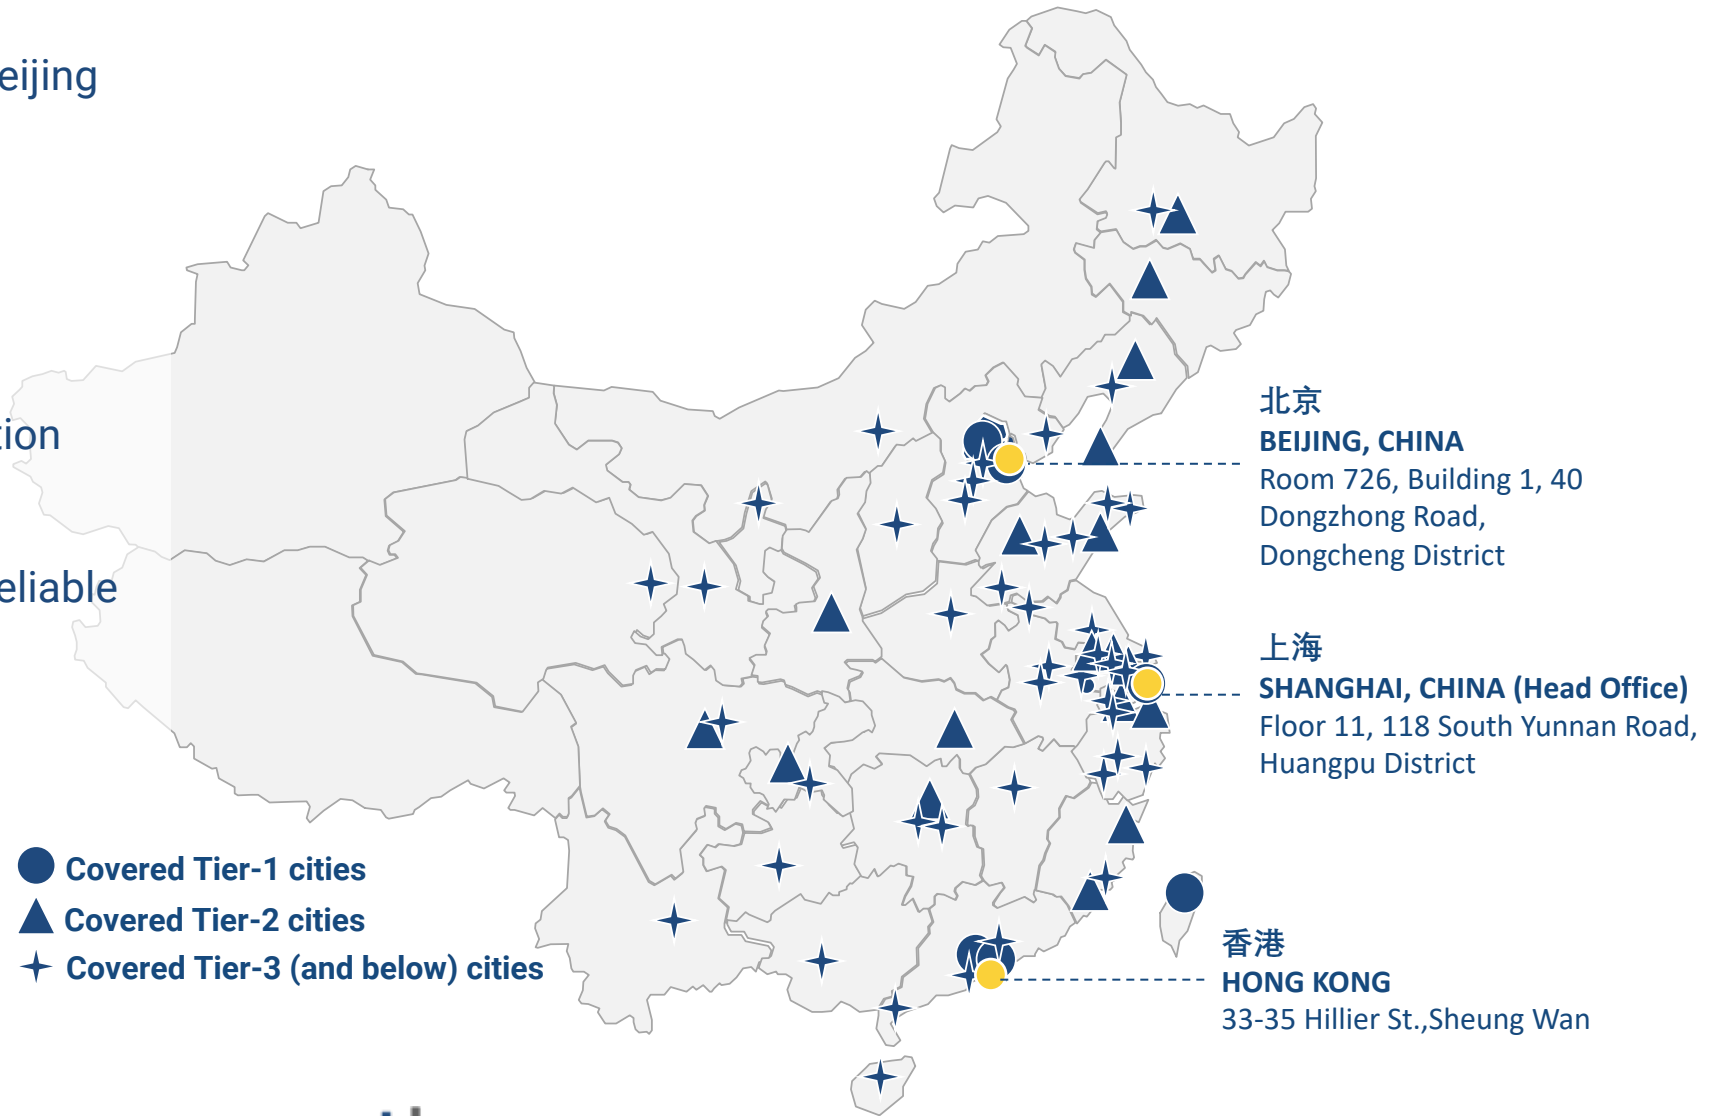 eijing
tion
eliable
北京
BEIJING, CHINA
Room 726, Building 1, 40
Dongzhong Road,
Dongcheng District
上海
SHANGHAI, CHINA (Head Office)
Floor 11, 118 South Yunnan Road,
Huangpu District
Covered Tier-1 cities
Covered Tier-2 cities
Covered Tier-3 (and below) cities
香港
HONG KONG
33-35 Hillier St.,Sheung Wan